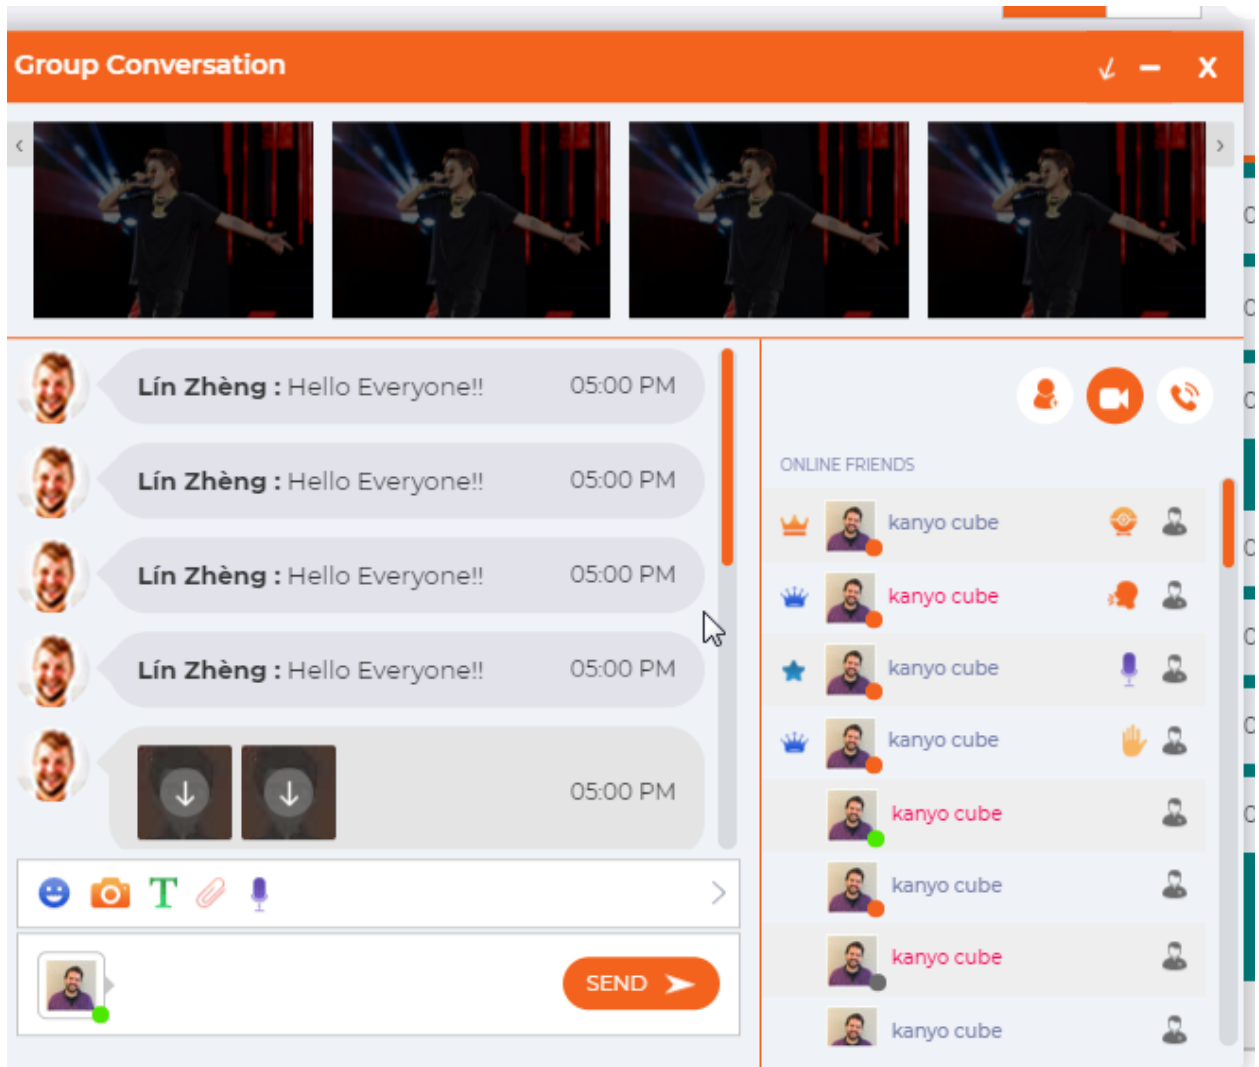 Group Conversation
Lín Zhèng : Hello Everyone!! 05:00 PM
Lín Zhèng : Hello Everyone!! 05:00 PM
Lín Zhèng : Hello Everyone!! 05:00 PM
Lín Zhèng : Hello Everyone!! 05:00 PM
05:00 PM
SEND
ONLINE FRIENDS
kanyo cube
kanyo cube
kanyo cube
kanyo cube
kanyo cube
kanyo cube
kanyo cube
kanyo cube